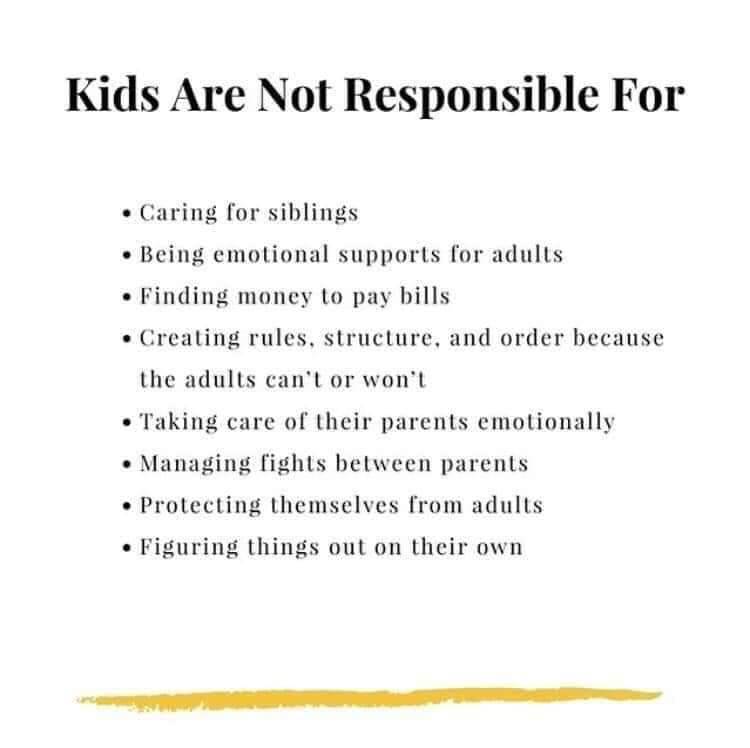 Kids Are Not Responsible For
• Caring for siblings
• Being emotional supports for adults
• Finding money to pay bills
• Creating rules, structure, and order because
the adults can’t or won’t
• Taking care of their parents emotionally
• Managing fights between parents
• Protecting themselves from adults
• Figuring things out on their own